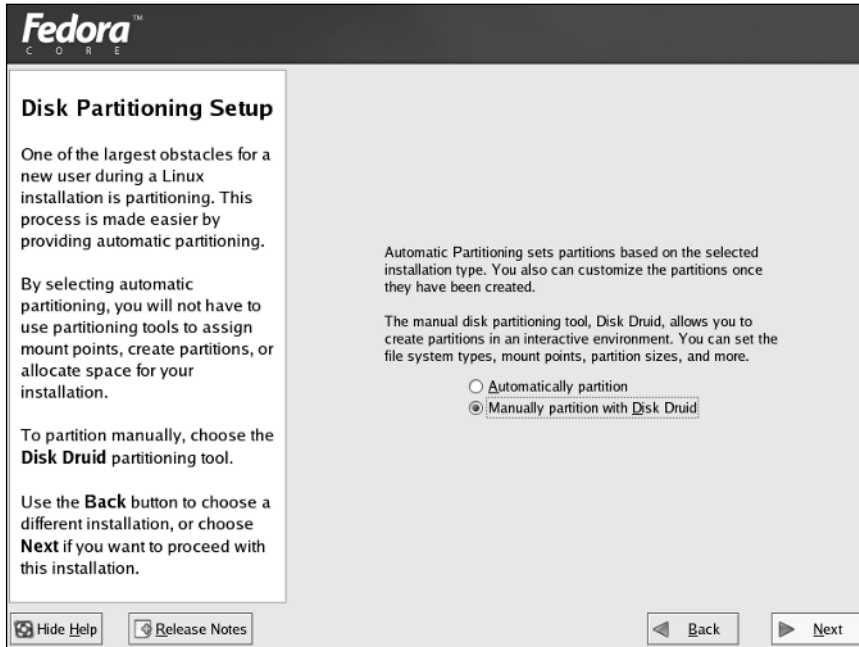 Fedora™
CORE
Disk Partitioning Setup
One of the largest obstacles for a
new user during a Linux
installation is partitioning. This
process is made easier by
providing automatic partitioning.
By selecting automatic
partitioning, you will not have to
use partitioning tools to assign
mount points, create partitions, or
allocate space for your
installation.
To partition manually, choose the
Disk Druid partitioning tool.
Use the Back button to choose a
different installation, or choose
Next if you want to proceed with
this installation.
Automatic Partitioning sets partitions based on the selected
installation type. You also can customize the partitions once
they have been created.
The manual disk partitioning tool, Disk Druid, allows you to
create partitions in an interactive environment. You can set the
file system types, mount points, partition sizes, and more.
Automatically partition
Manually partition with Disk Druid
Hide Help
Release Notes
Back
Next